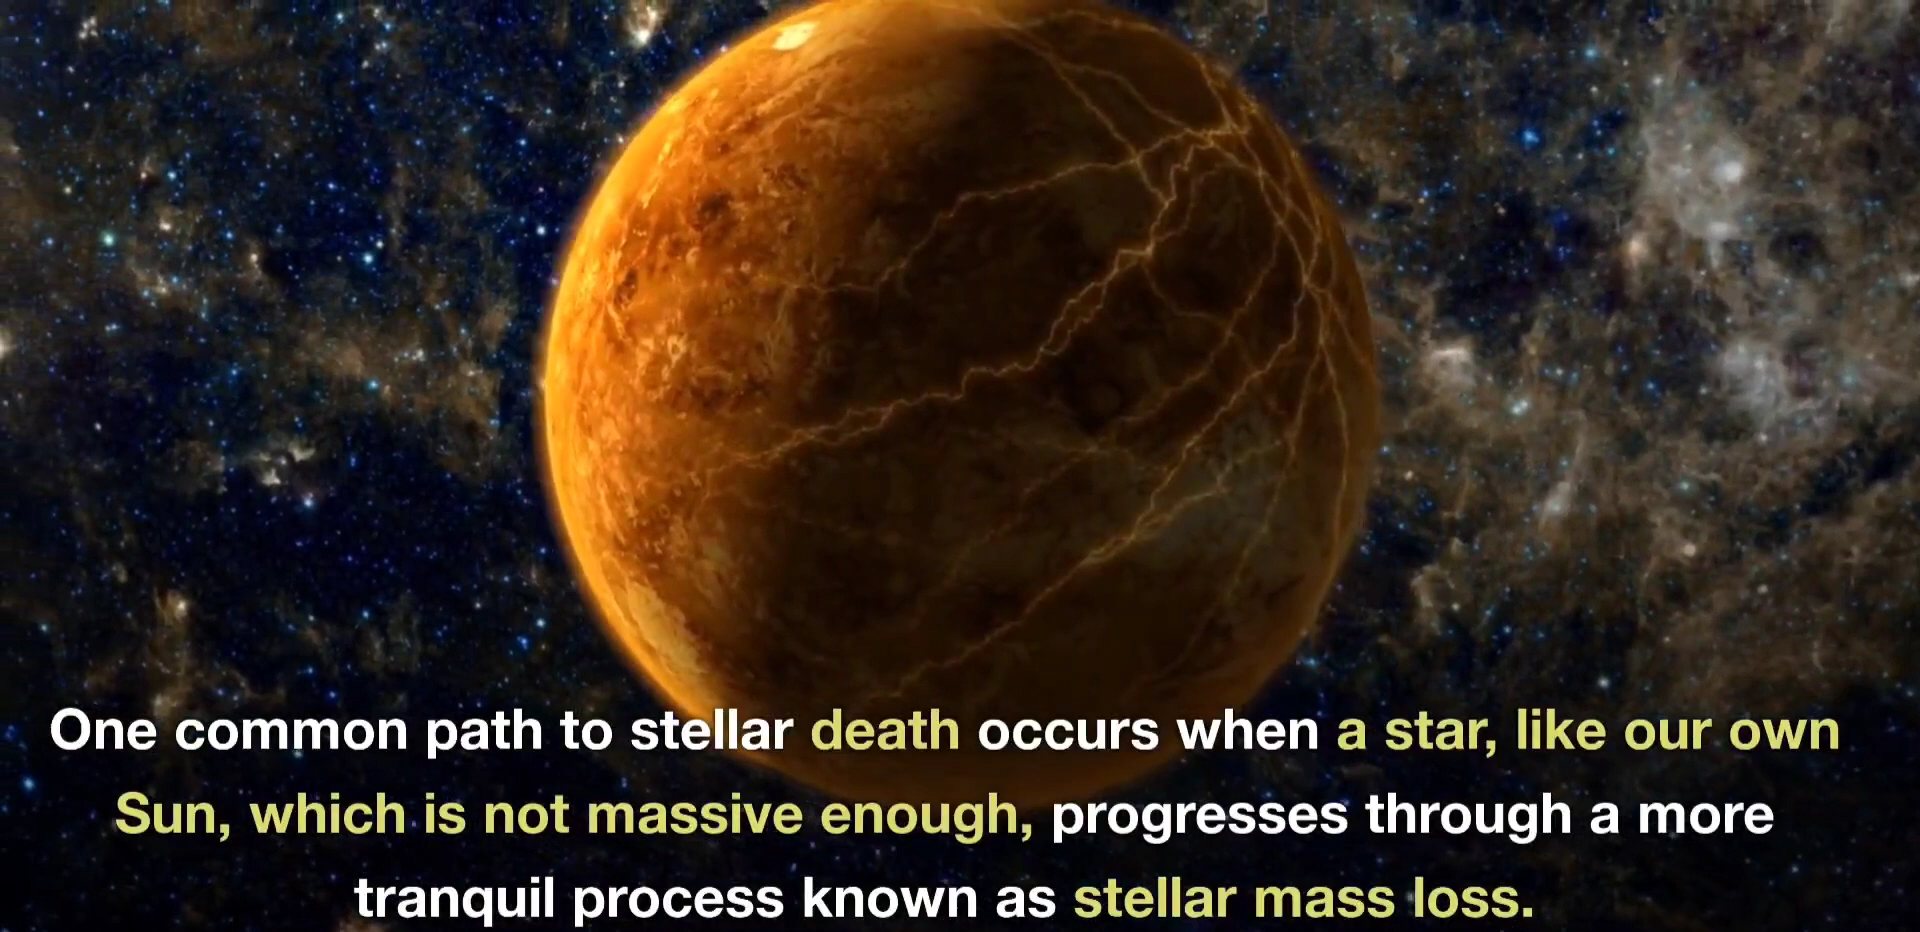 One common path to stellar death occurs when a star, like our own
Sun, which is not massive enough, progresses through a more
tranquil process known as stellar mass loss.